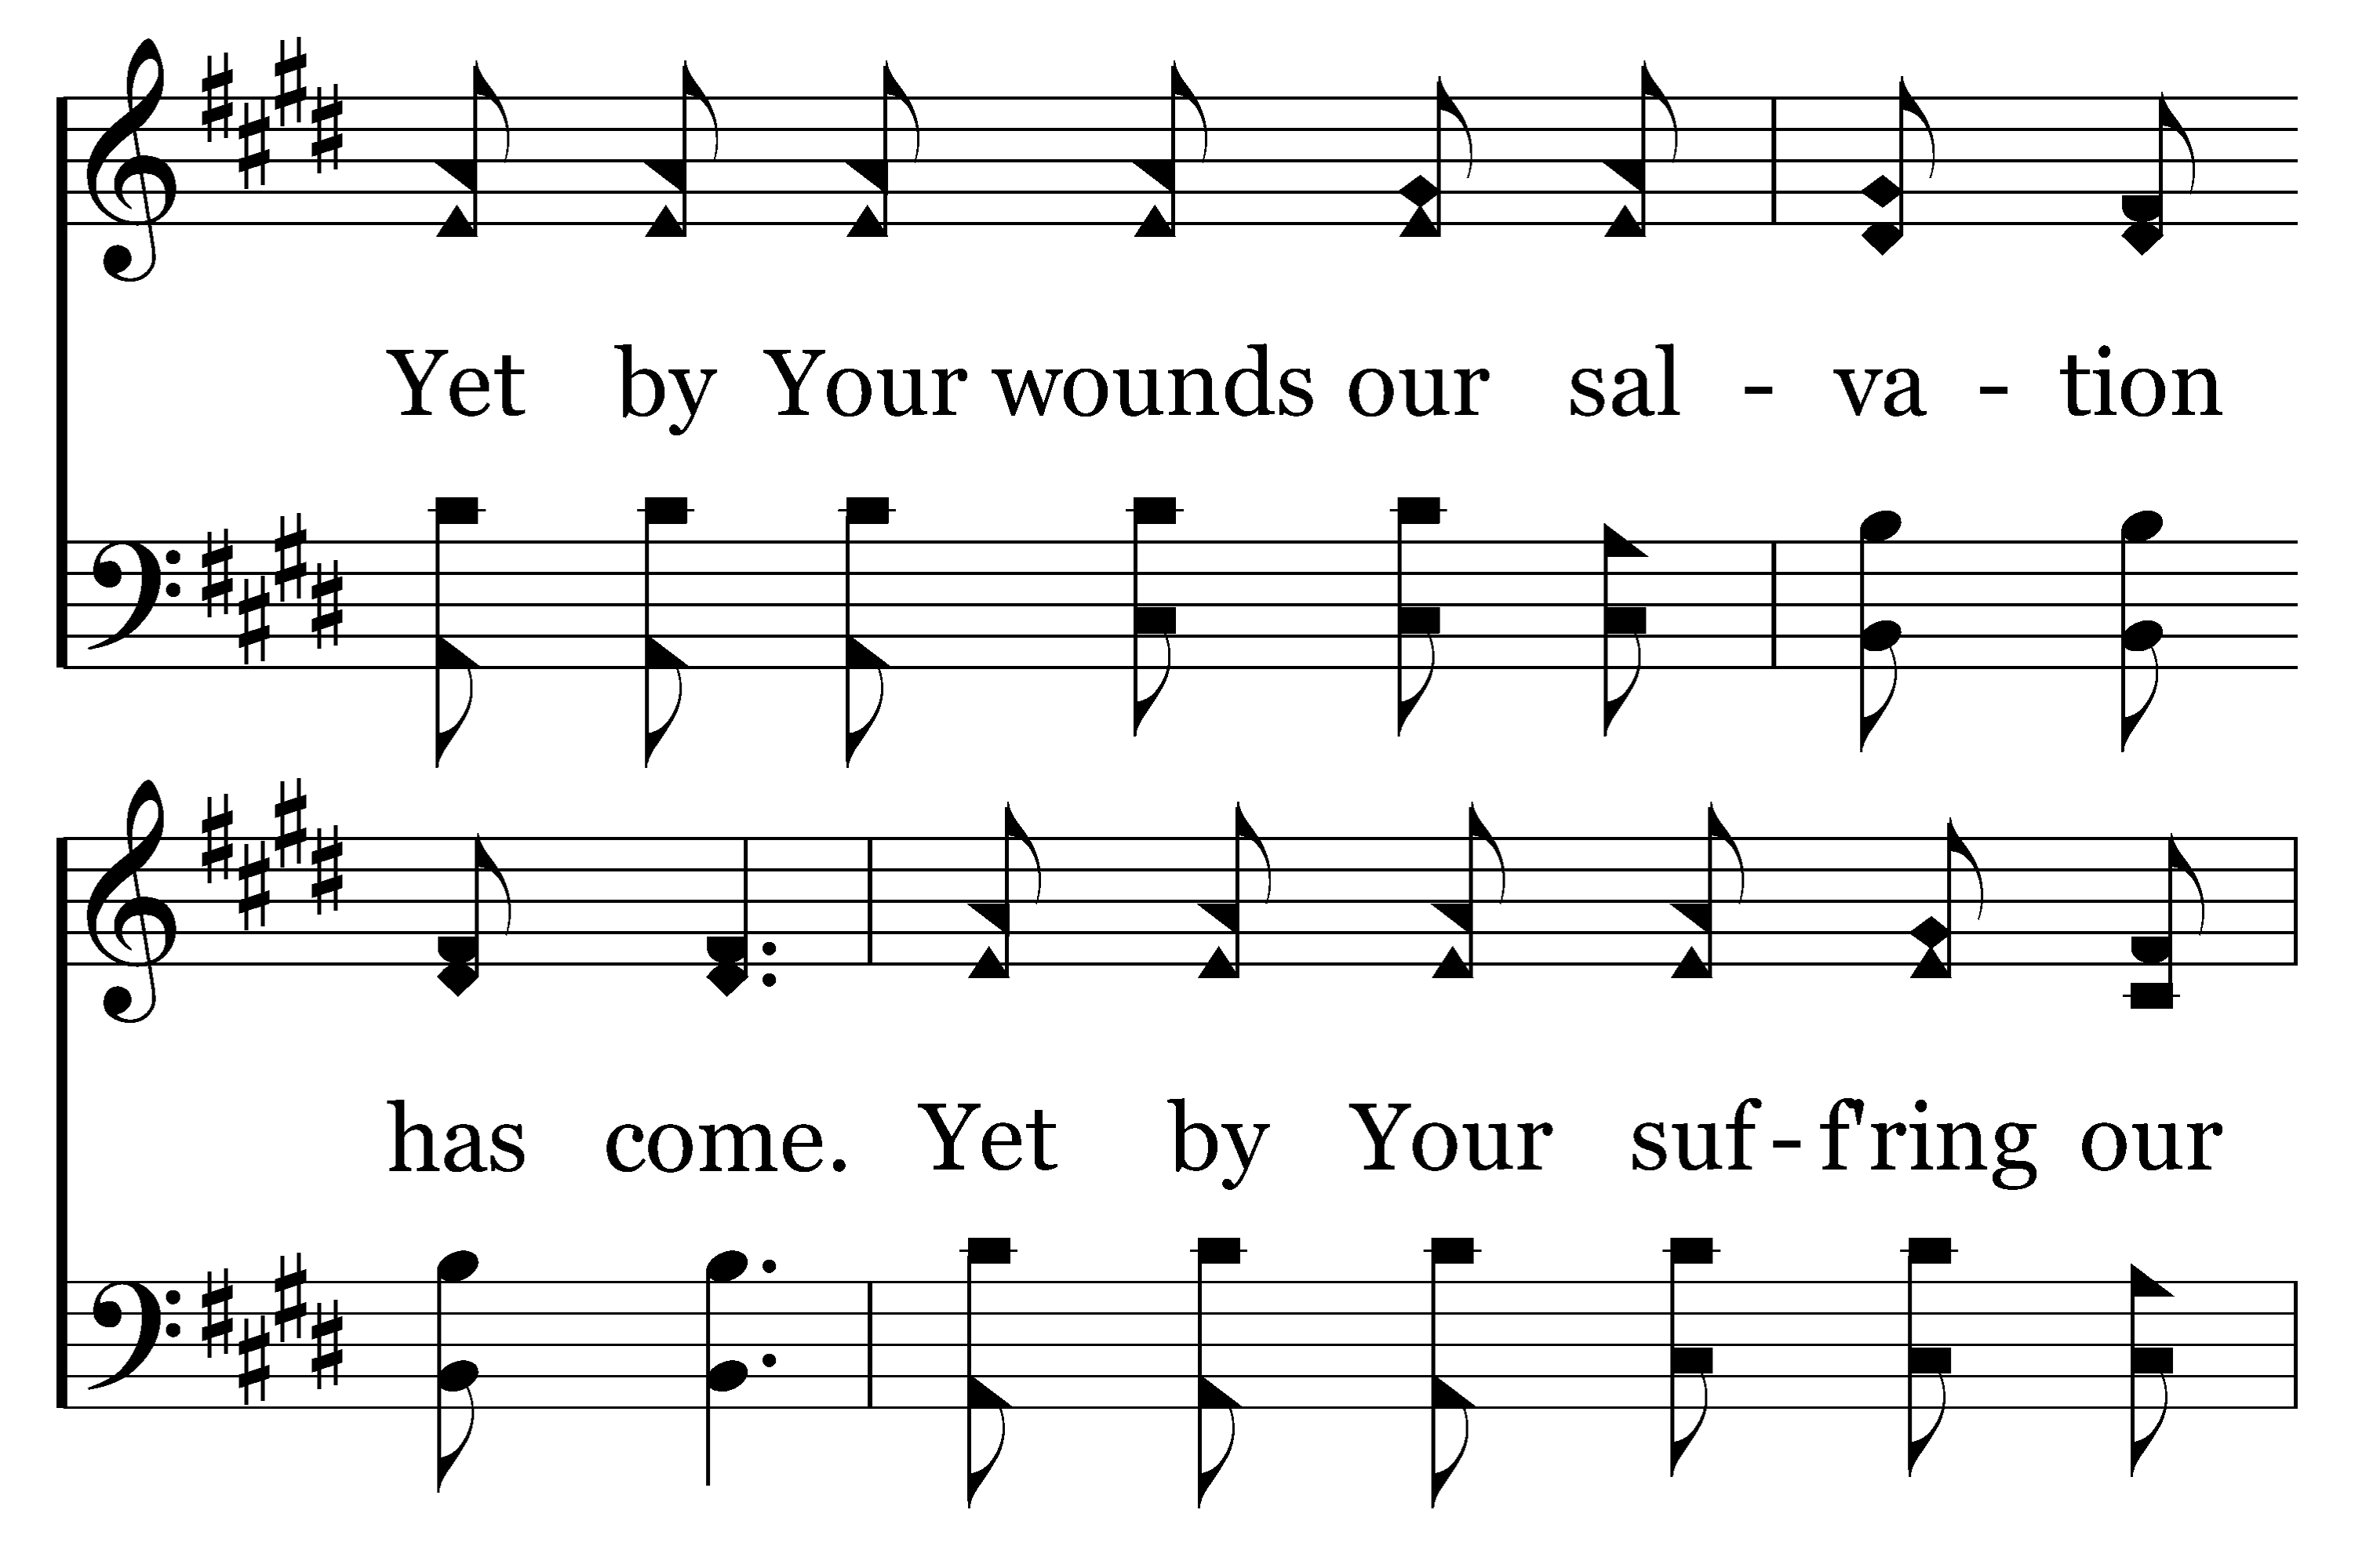 Yet by Your wounds our sal - va - tion
has come. Yet by Your suf - f'ring our